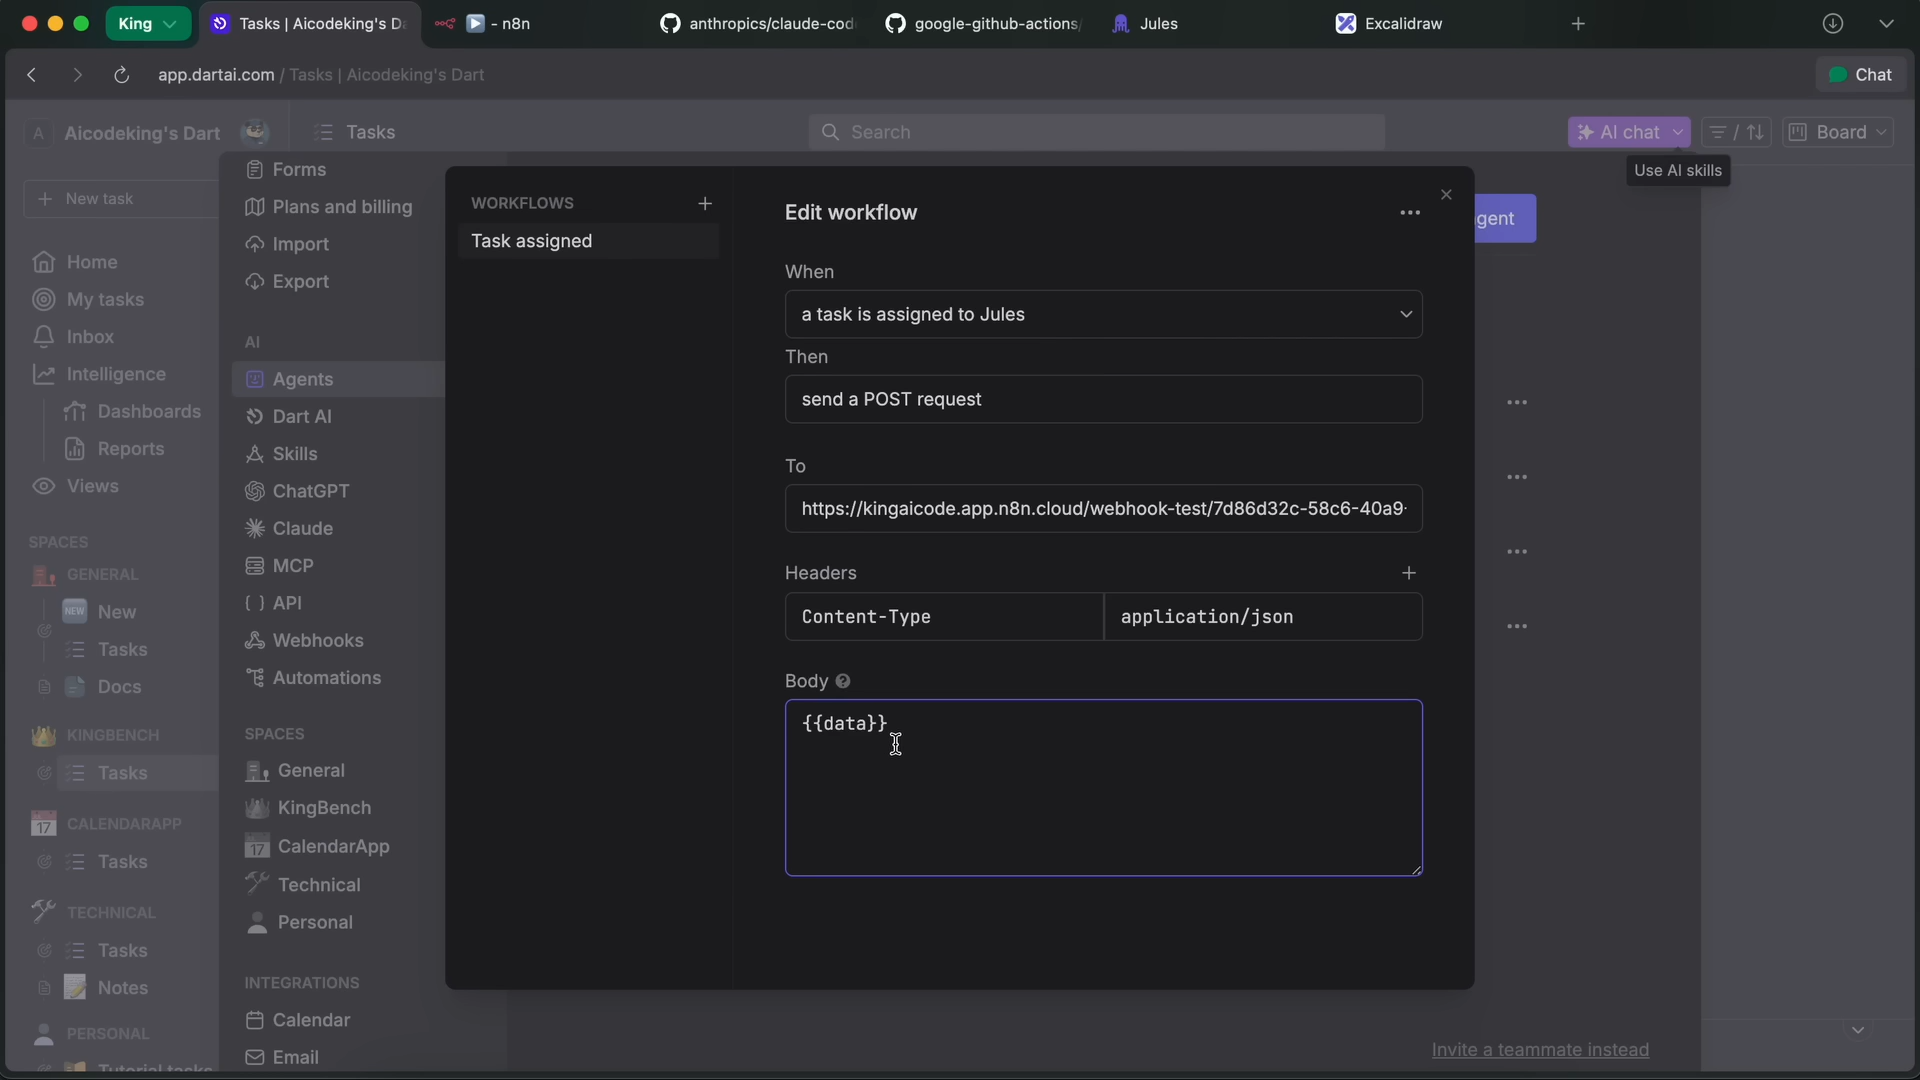 King
Tasks | Aicodeking's D
- n8n
anthropics/claude-cod
google-github-actions/
Jules
Excalidraw
app.dartai.com / Tasks | Aicodeking's Dart
Chat
A Aicodeking's Dart
Tasks
Search
AI chat
/
Board
Use AI skills
New task
Home
My tasks
Inbox
Intelligence
Dashboards
Reports
Views
SPACES
GENERAL
NEW New
Tasks
Docs
KINGBENCH
Tasks
17 CALENDARAPP
Tasks
TECHNICAL
Tasks
Notes
PERSONAL
Tutorial tasks
Forms
Plans and billing
Import
Export
AI
Agents
Dart AI
Skills
ChatGPT
Claude
MCP
API
Webhooks
Automations
SPACES
General
KingBench
17 CalendarApp
Technical
Personal
INTEGRATIONS
Calendar
Email
WORKFLOWS
Task assigned
Edit workflow
When
a task is assigned to Jules
Then
send a POST request
To
https://kingaicode.app.n8n.cloud/webhook-test/7d86d32c-58c6-40a9-
Headers
Content-Type
application/json
Body
{{data}}
gent
Invite a teammate instead